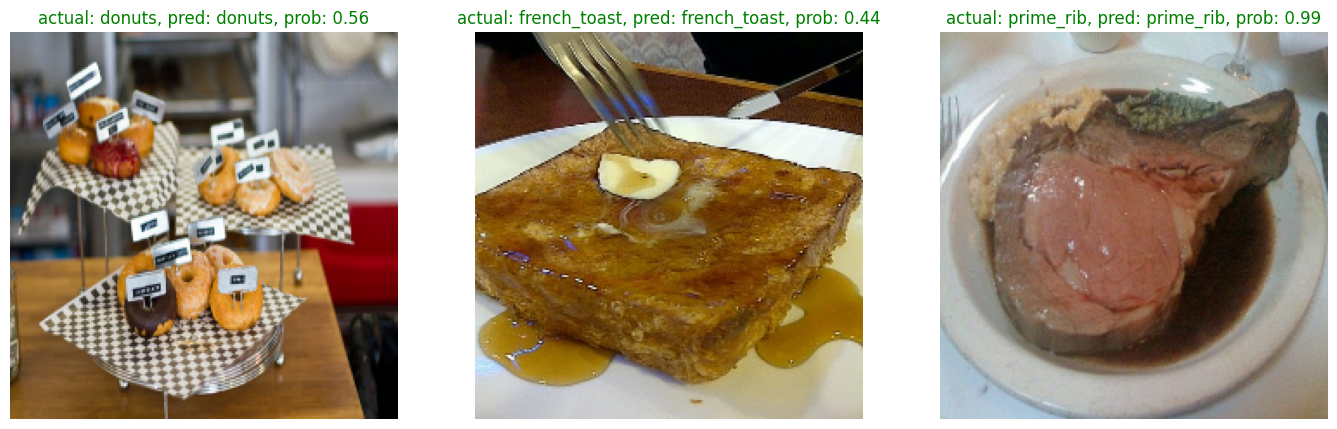 actual: donuts, pred: donuts, prob: 0.56
actual: french_toast, pred: french_toast, prob: 0.44
actual: prime_rib, pred: prime_rib, prob: 0.99